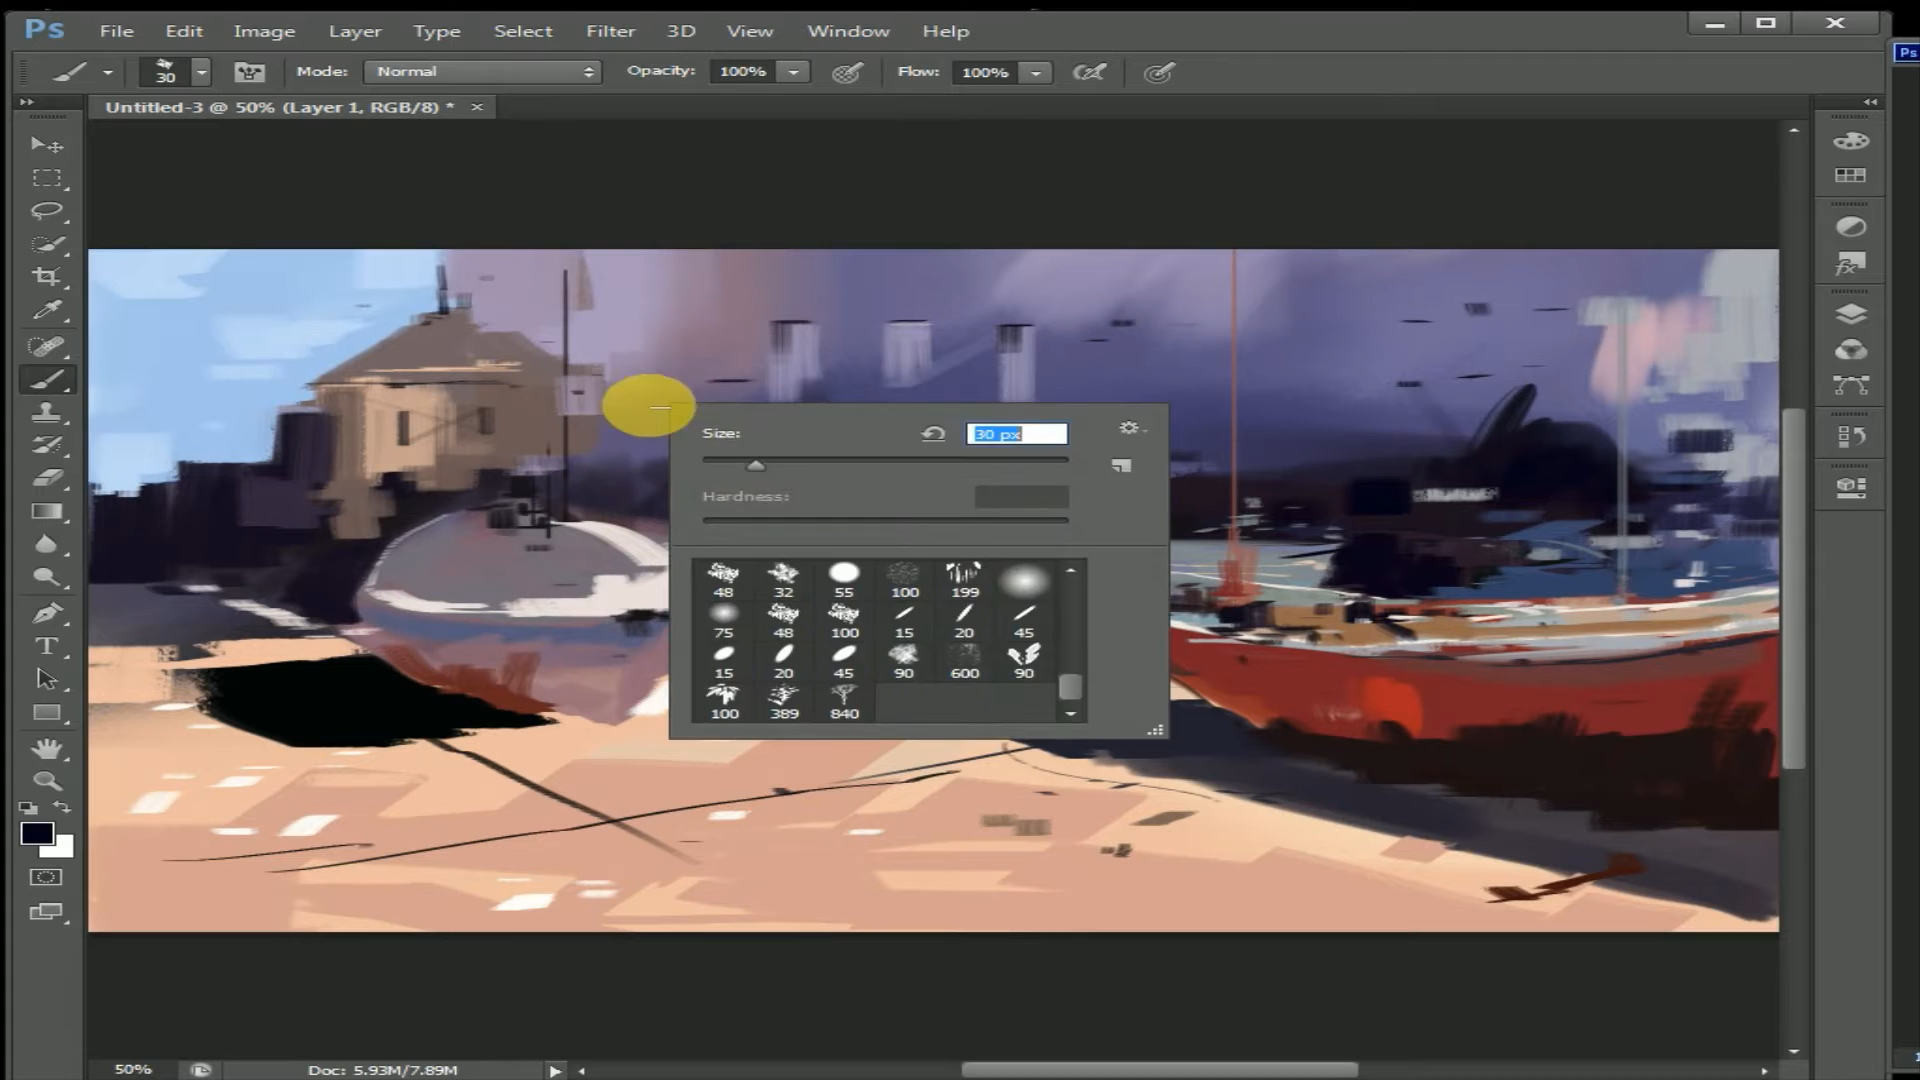 Ps File Edit Image Layer Type Select Filter 3D View Window Help
30 Mode: Normal Opacity: 100% Flow: 100%
Untitled-3 @ 50% (Layer 1, RGB/8) * ×
Ps
Size: 30 px
Hardness:
48 32 55 100 199
75 48 100 15 20 45
15 20 45 90 600 90
100 389 840
T
fx
50% Doc: 5.93M/7.89M